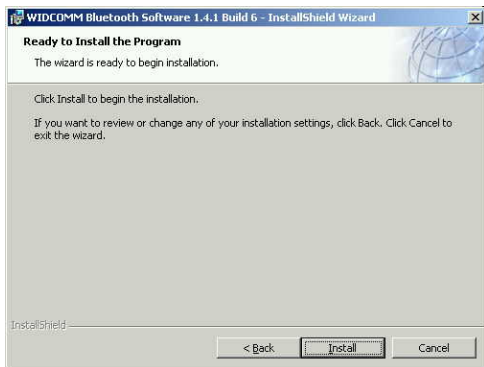 WIDCOMM Bluetooth Software 1.4.1 Build 6 - InstallShield Wizard
Ready to Install the Program
The wizard is ready to begin installation.
Click Install to begin the installation.
If you want to review or change any of your installation settings, click Back. Click Cancel to
exit the wizard.
InstallShield
< Back Install Cancel